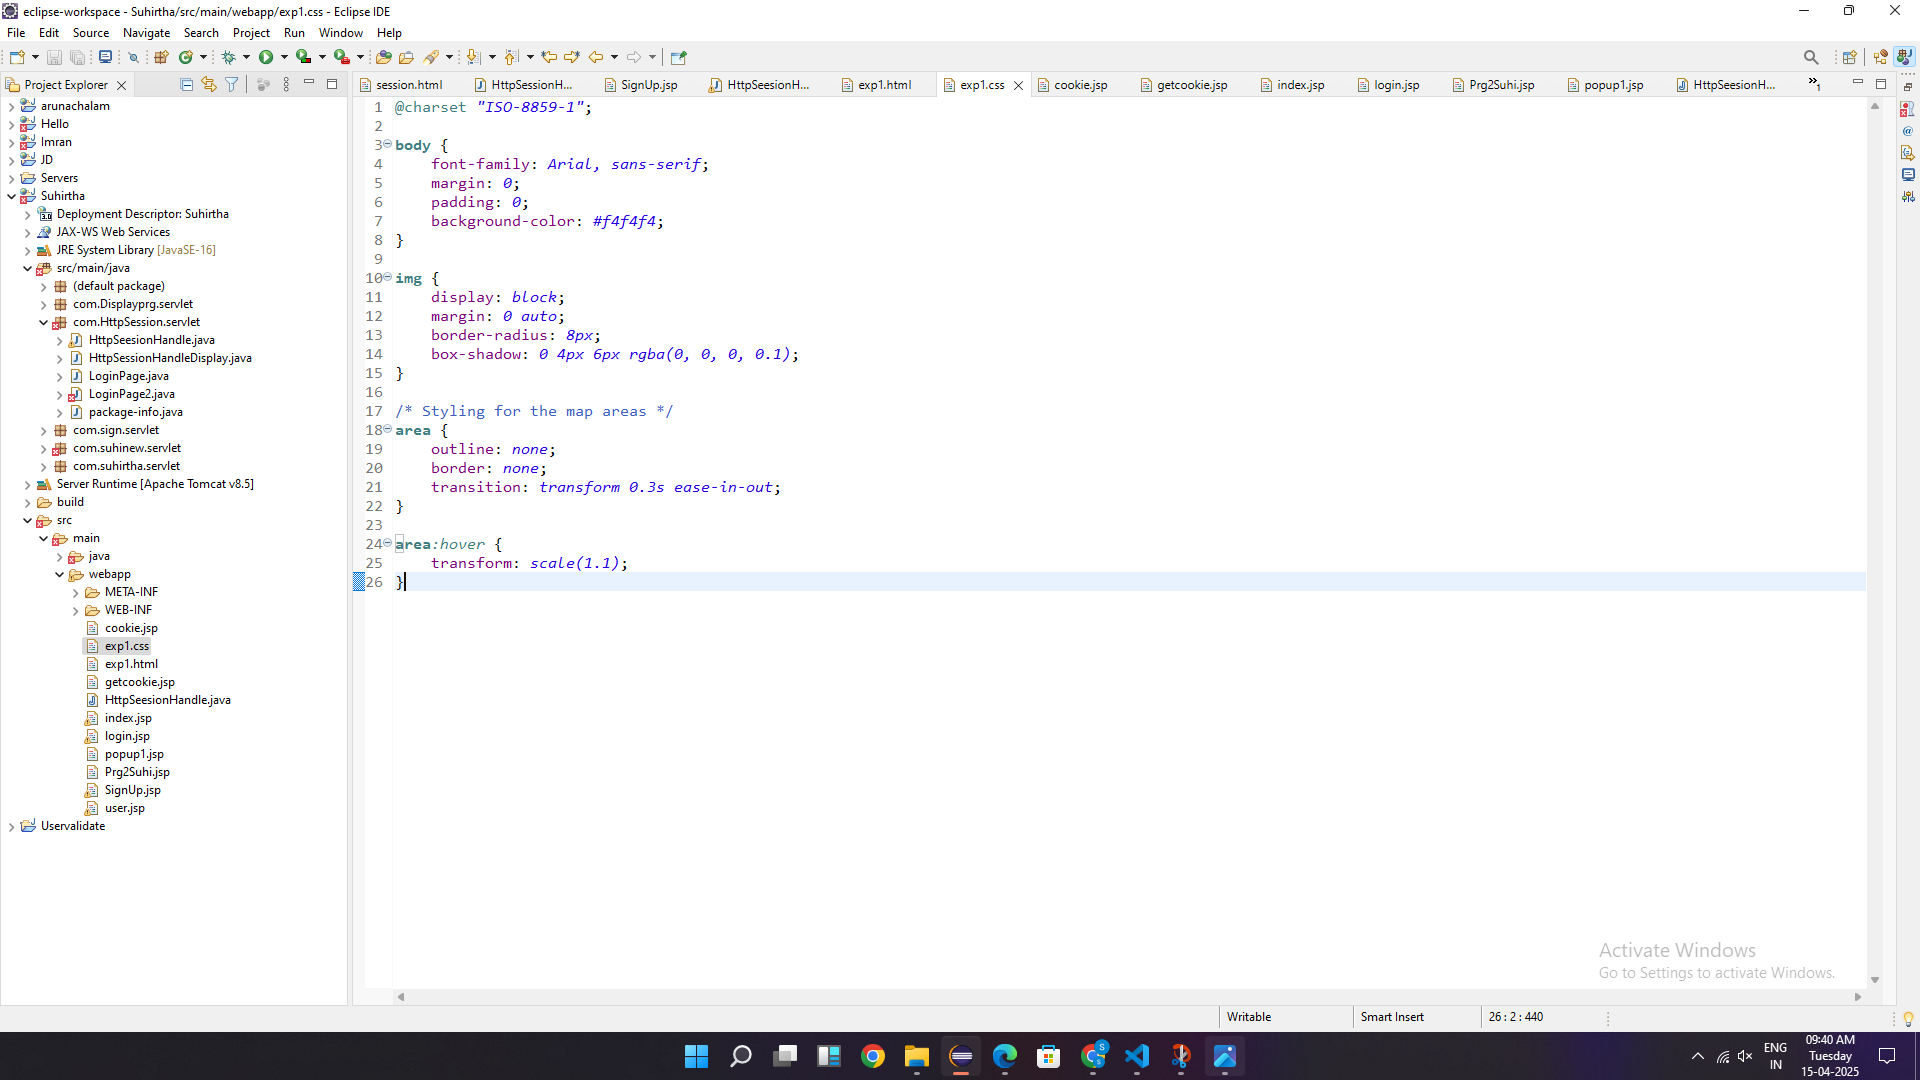 eclipse-workspace - Suhirtha/src/main/webapp/exp1.css - Eclipse IDE
File Edit Source Navigate Search Project Run Window Help
Project Explorer
session.html HttpSessionH... SignUp.jsp HttpSeesionH... exp1.html exp1.css cookie.jsp getcookie.jsp index.jsp login.jsp Prg2Suhi.jsp popup1.jsp HttpSeesionH... »1
arunachalam
Hello
Imran
JD
Servers
Suhirtha
Deployment Descriptor: Suhirtha
JAX-WS Web Services
JRE System Library [JavaSE-16]
src/main/java
(default package)
com.Displayprg.servlet
com.HttpSession.servlet
HttpSeesionHandle.java
HttpSessionHandleDisplay.java
LoginPage.java
LoginPage2.java
package-info.java
com.sign.servlet
com.suhinew.servlet
com.suhirtha.servlet
Server Runtime [Apache Tomcat v8.5]
build
src
main
java
webapp
META-INF
WEB-INF
cookie.jsp
exp1.css
exp1.html
getcookie.jsp
HttpSeesionHandle.java
index.jsp
login.jsp
popup1.jsp
Prg2Suhi.jsp
SignUp.jsp
user.jsp
Uservalidate
1 @charset "ISO-8859-1";
2
3 body {
4 font-family: Arial, sans-serif;
5 margin: 0;
6 padding: 0;
7 background-color: #f4f4f4;
8 }
9
10 img {
11 display: block;
12 margin: 0 auto;
13 border-radius: 8px;
14 box-shadow: 0 4px 6px rgba(0, 0, 0, 0.1);
15 }
16
17 /* Styling for the map areas */
18 area {
19 outline: none;
20 border: none;
21 transition: transform 0.3s ease-in-out;
22 }
23
24 area:hover {
25 transform: scale(1.1);
26 }
Activate Windows
Go to Settings to activate Windows.
Writable Smart Insert 26 : 2 : 440
ENG
IN
09:40 AM
Tuesday
15-04-2025